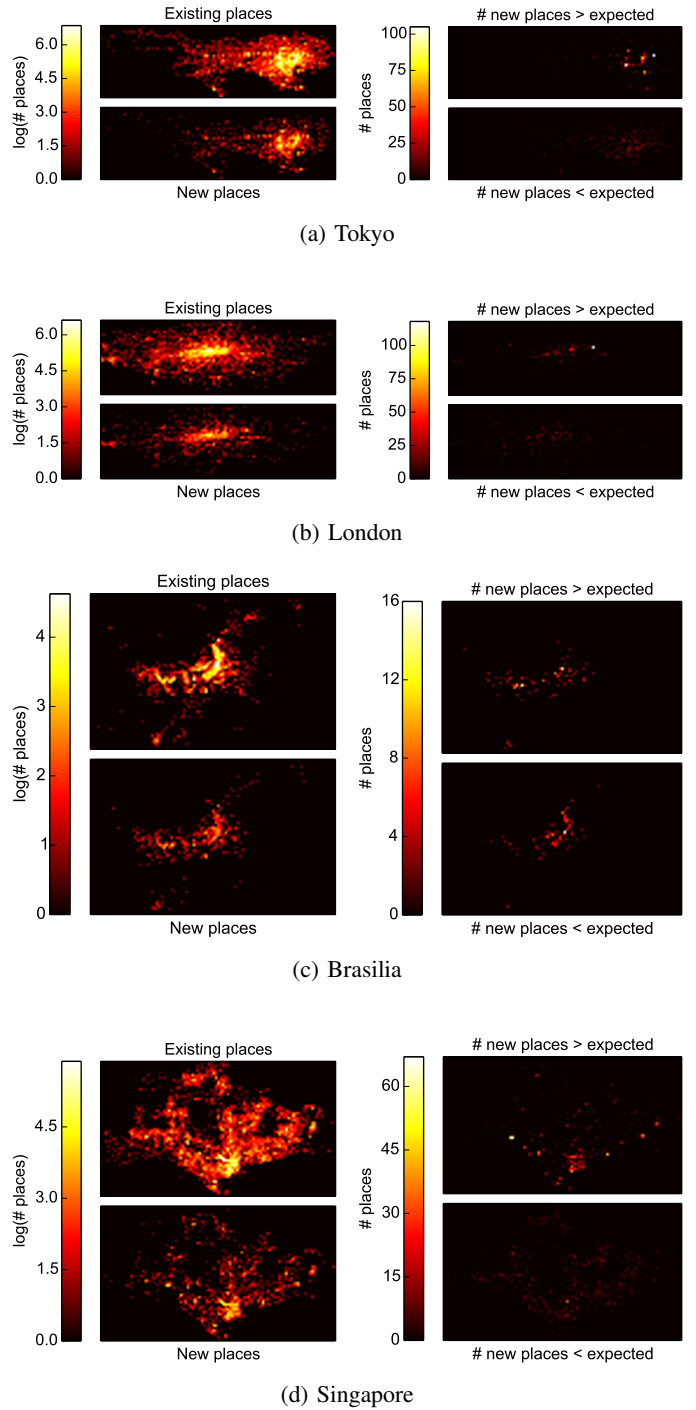 Existing places
# new places > expected
log(# places)
6.0
4.5
3.0
1.5
0.0
# places
100
75
50
25
0
New places
# new places < expected
(a) Tokyo
Existing places
# new places > expected
log(# places)
6.0
4.5
3.0
1.5
0.0
# places
100
75
50
25
0
New places
# new places < expected
(b) London
Existing places
# new places > expected
log(# places)
4
3
2
1
0
# places
16
12
8
4
0
New places
# new places < expected
(c) Brasilia
Existing places
# new places > expected
log(# places)
4.5
3.0
1.5
0.0
# places
60
45
30
15
0
New places
# new places < expected
(d) Singapore